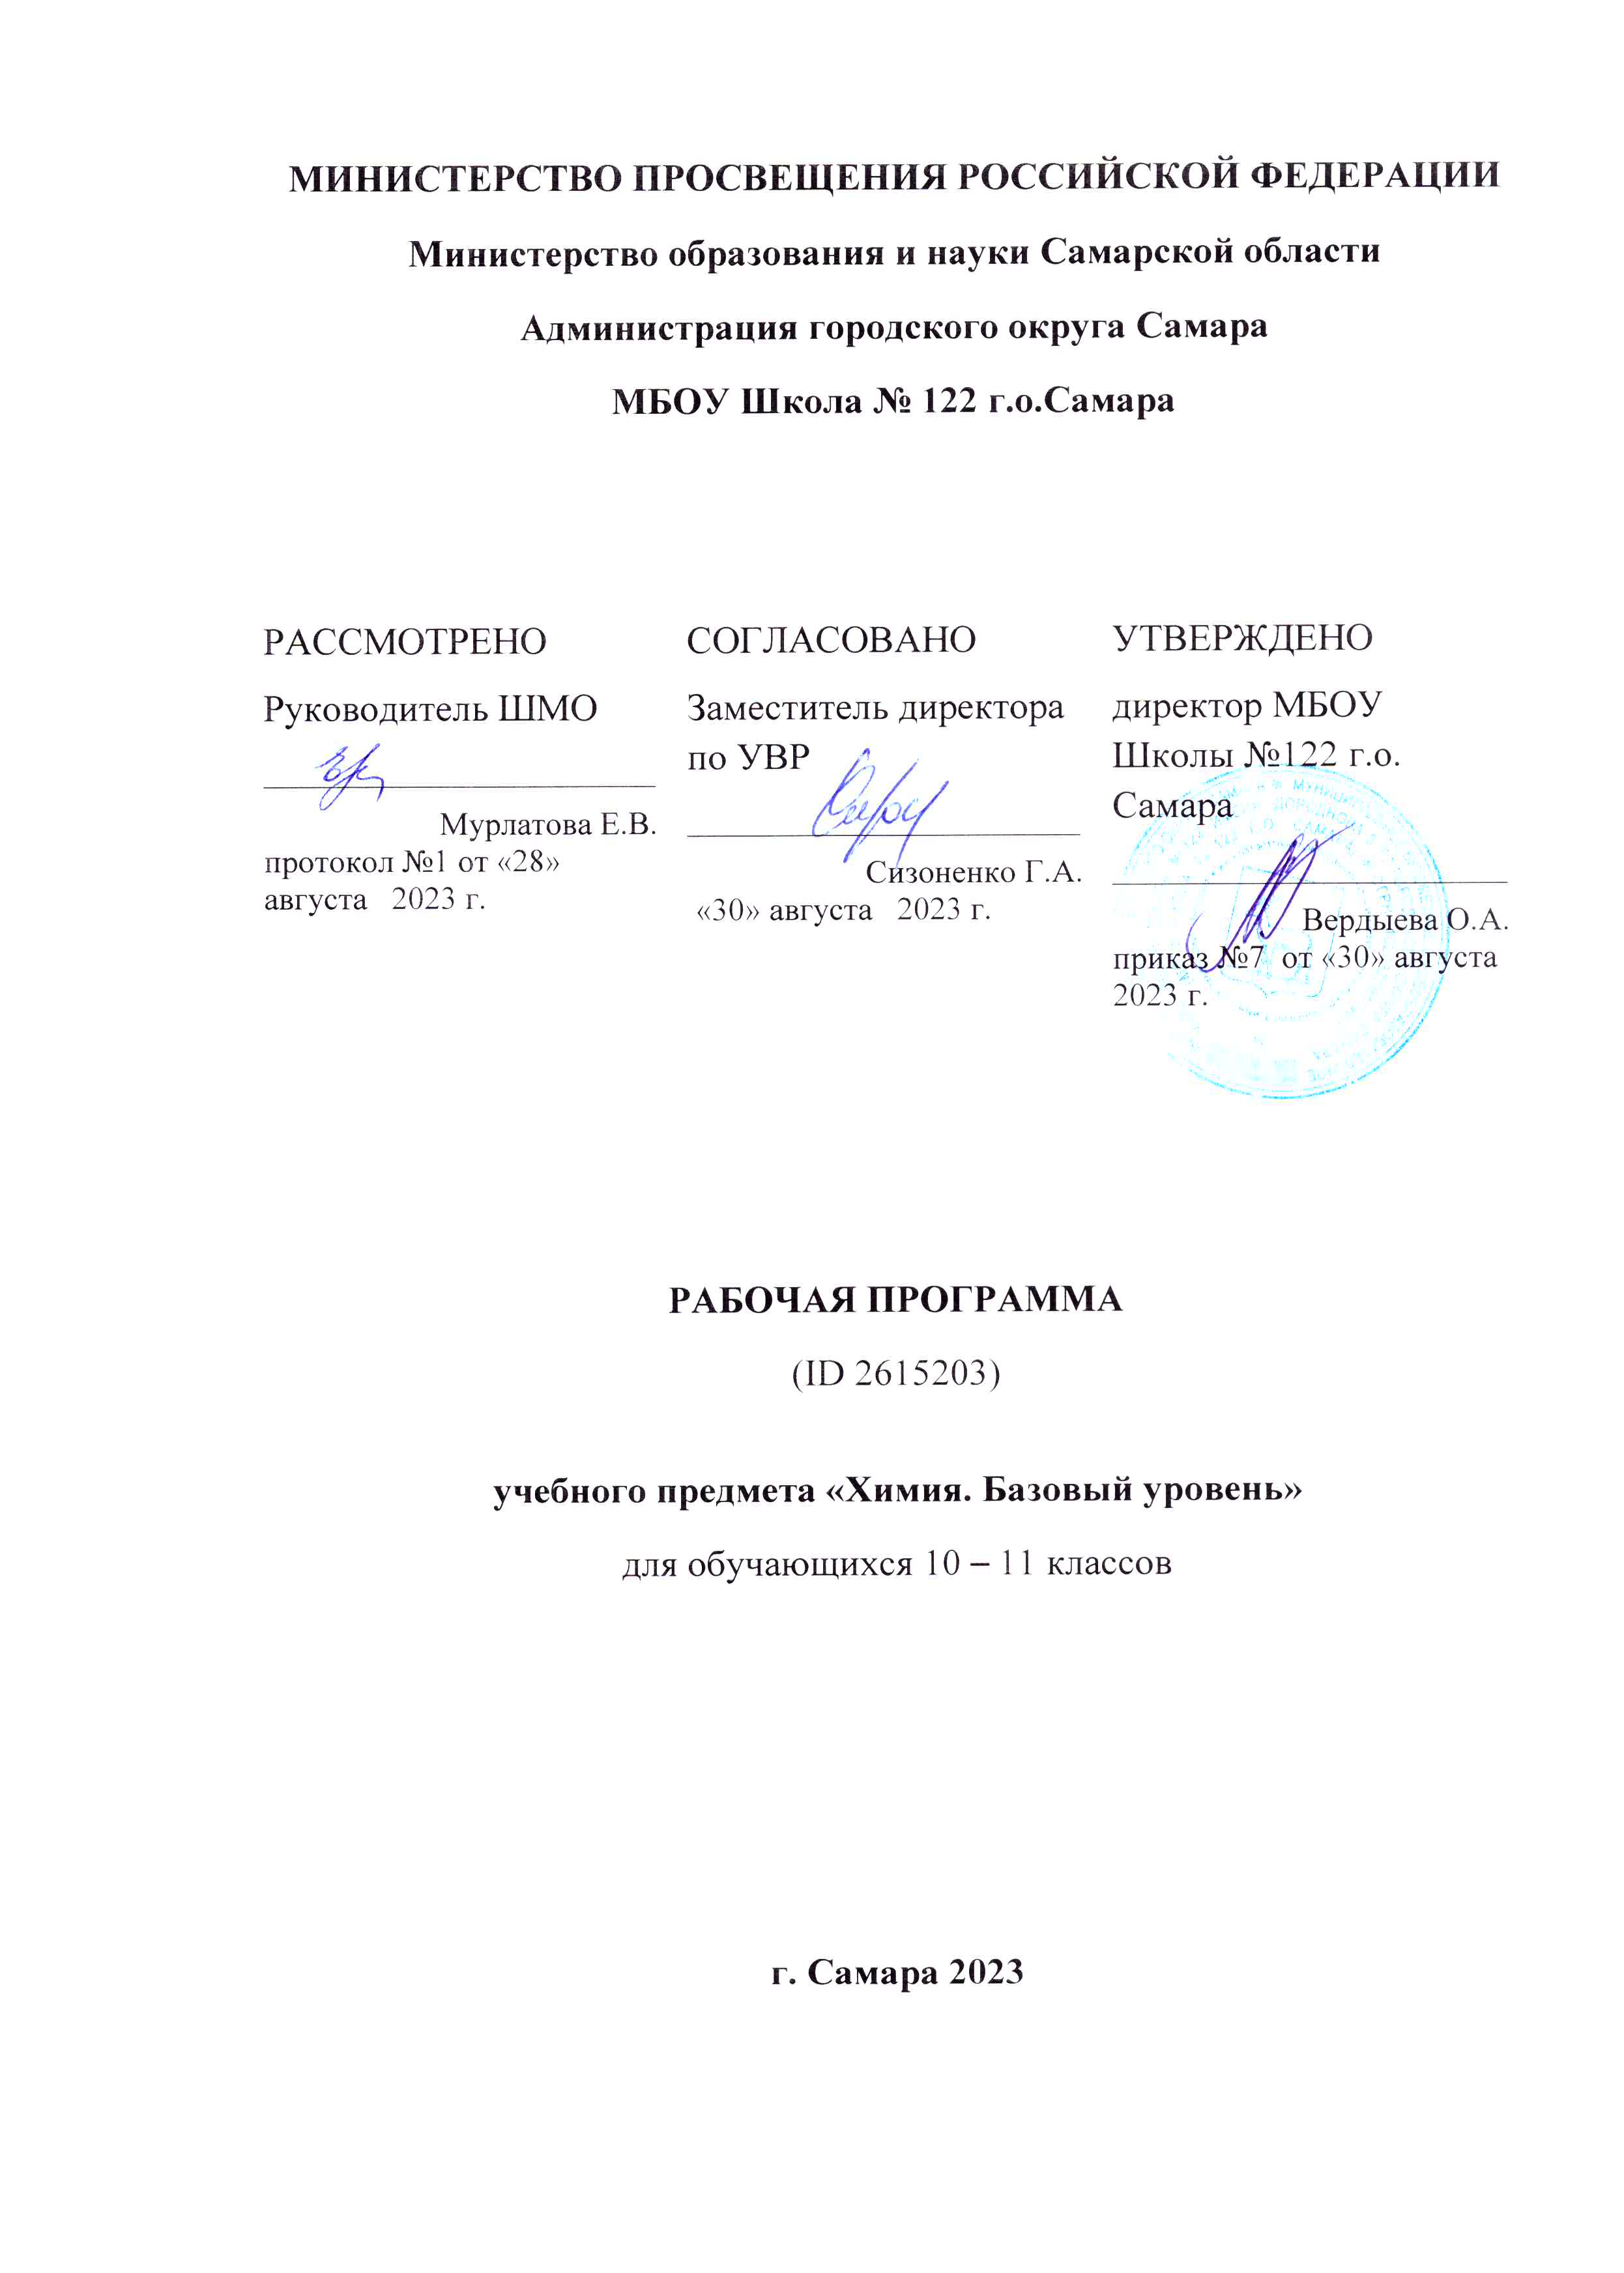 МИНИСТЕРСТВО ПРОСВЕЩЕНИЯ РОССИЙСКОЙ ФЕДЕРАЦИИ
Министерство образования и науки Самарской области
Администрация городского округа Самара
МБОУ Школа № 122 г.о.Самара
РАССМОТРЕНО
Руководитель ШМО
Мурлатова Е.В.
протокол №1 от «28»
августа 2023 г.
СОГЛАСОВАНО
Заместитель директора
по УВР
Сизоненко Г.А.
«30» августа 2023 г.
УТВЕРЖДЕНО
директор МБОУ
Школы №122 г.о.
Самара
Вердыева О.А.
приказ №7 от «30» августа
2023 г.
РАБОЧАЯ ПРОГРАММА
(ID 2615203)
учебного предмета «Химия. Базовый уровень»
для обучающихся 10 – 11 классов
г. Самара 2023